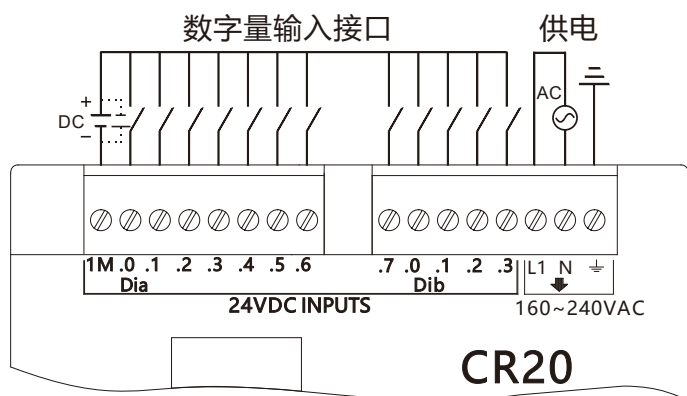 数字量输入接口 供电
+
DC
−
AC
1M .0 .1 .2 .3 .4 .5 .6 .7 .0 .1 .2 .3 L1 N
Dia Dib
24VDC INPUTS
160~240VAC
CR20